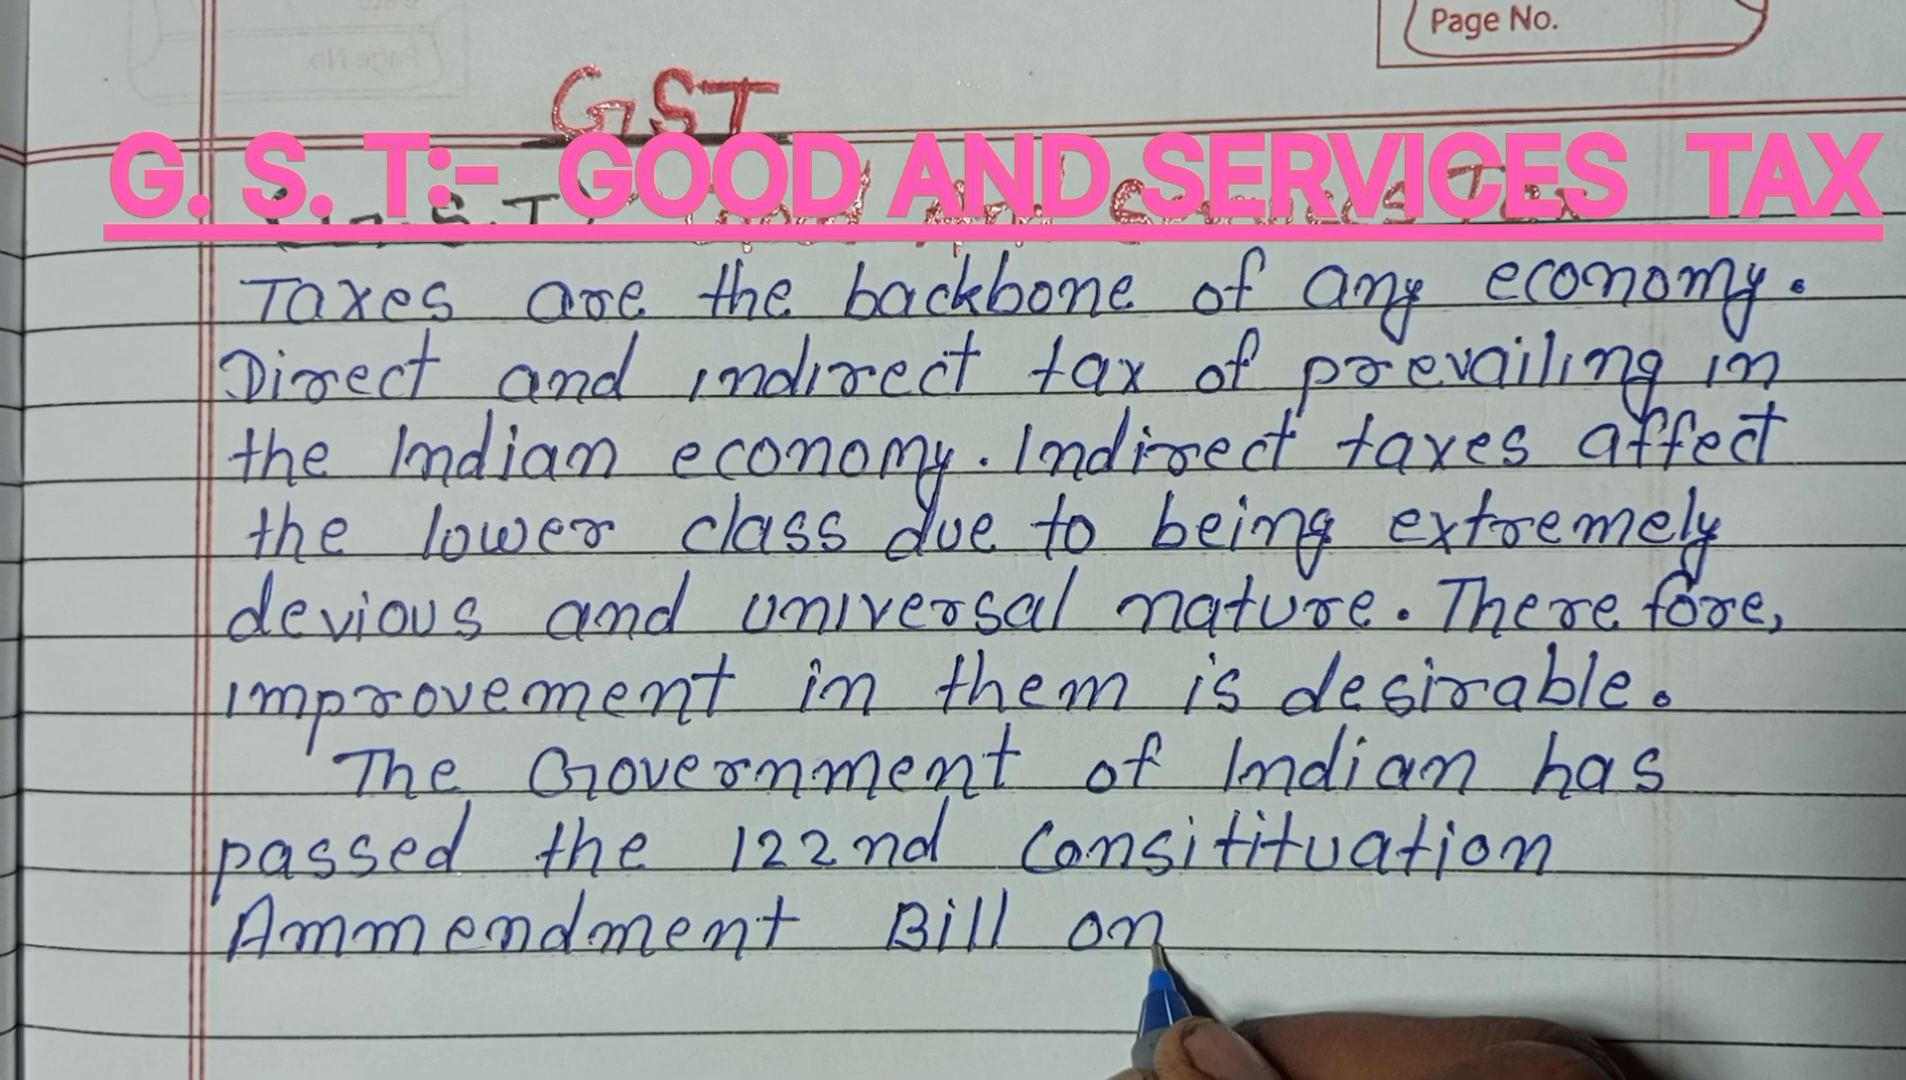 Page No.
GST
G. S. T:- GOOD AND SERVICES TAX
Taxes are the backbone of any economy.
Direct and indirect tax of prevailing in
the Indian economy. Indirect taxes affect
the lower class due to being extremely
devious and universal nature. Therefore,
improvement in them is desirable.
The Government of Indian has
passed the 122nd Consitituation
Ammendment Bill on